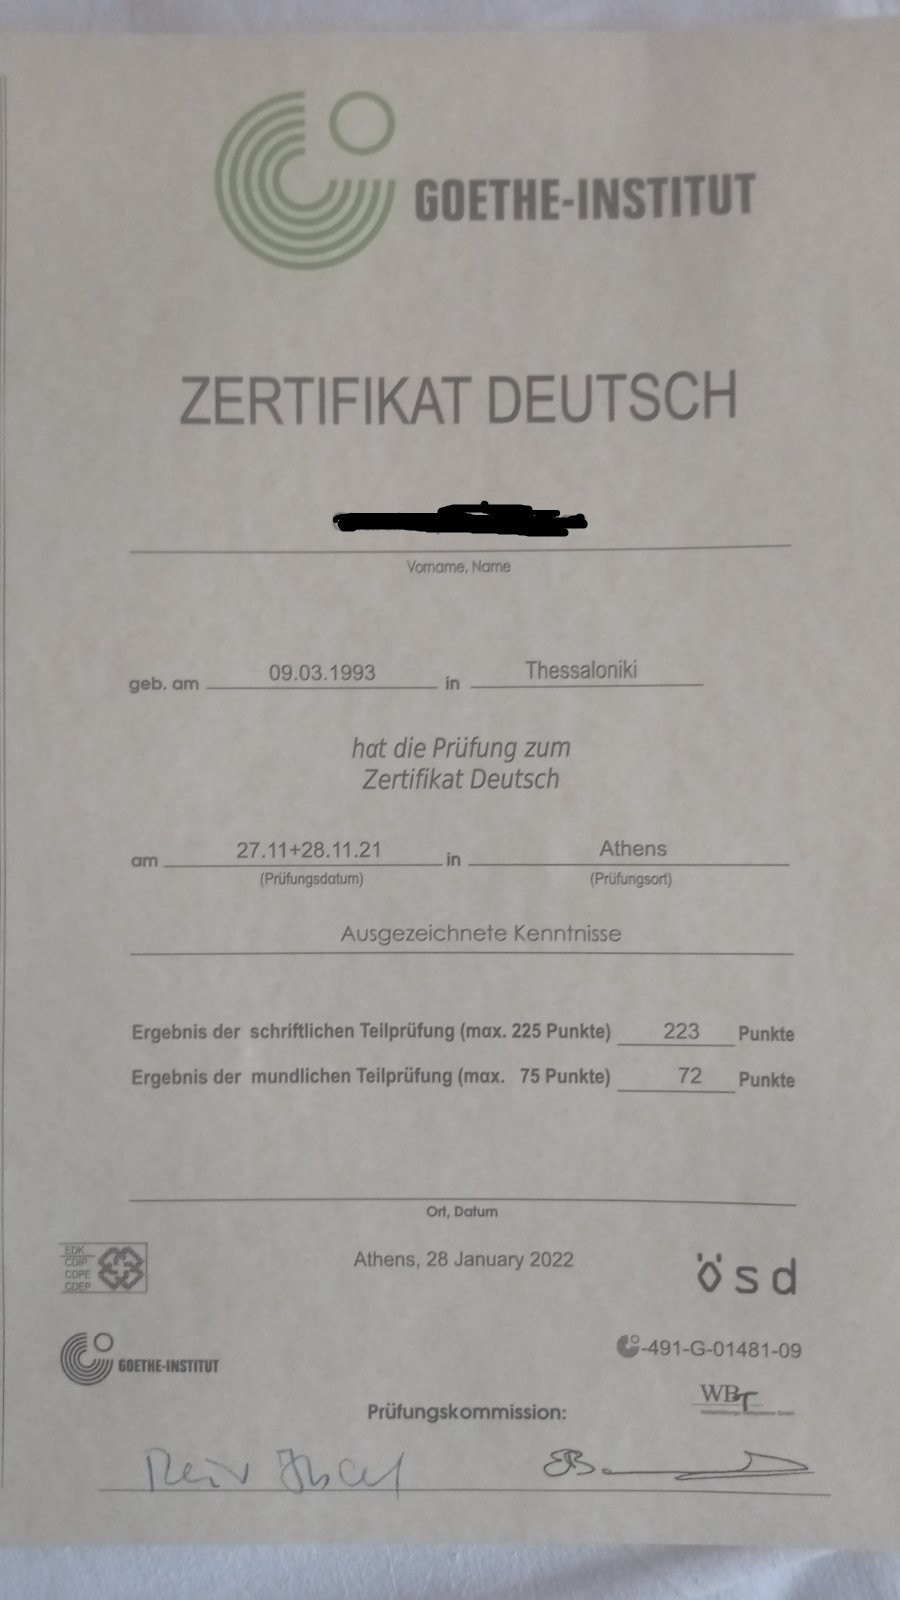 GOETHE-INSTITUT
ZERTIFIKAT DEUTSCH
Vorname, Name
geb. am 09.03.1993 in Thessaloniki
hat die Prüfung zum
Zertifikat Deutsch
am 27.11+28.11.21 in Athens
(Prüfungsdatum) (Prüfungsort)
Ausgezeichnete Kenntnisse
Ergebnis der schriftlichen Teilprüfung (max. 225 Punkte) 223 Punkte
Ergebnis der mundlichen Teilprüfung (max. 75 Punkte) 72 Punkte
Ort, Datum
Athens, 28 January 2022
EDK
CDIP
CDPE
CDEP
ösd
GOETHE-INSTITUT
-491-G-01481-09
WBT
Prüfungskommission: